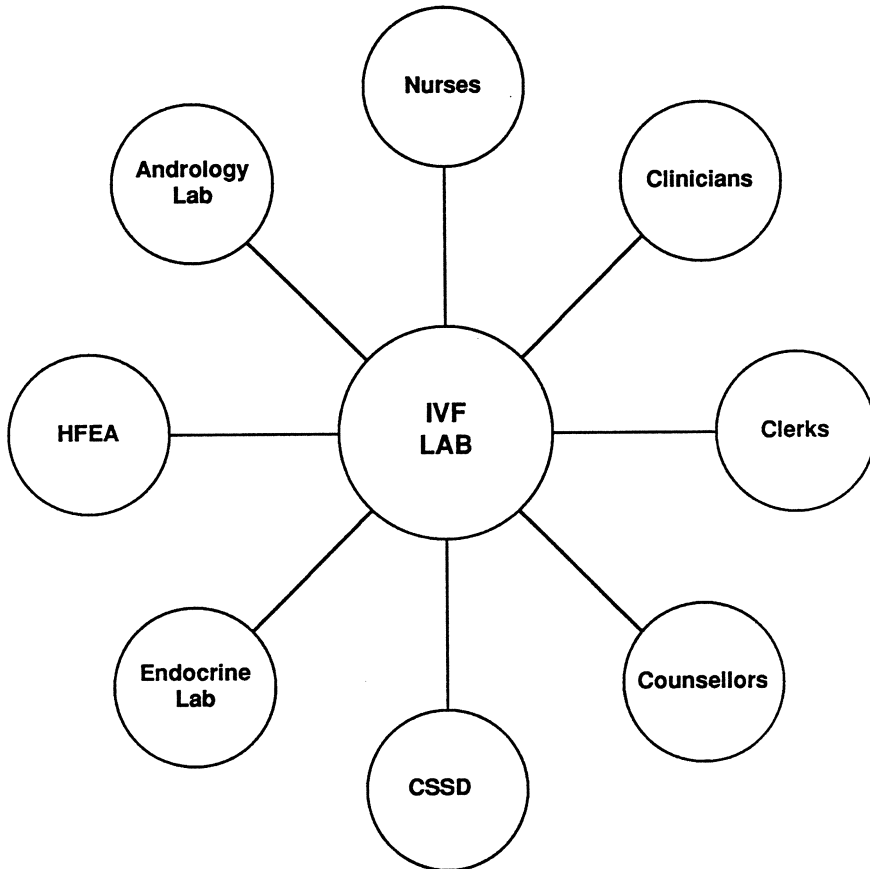 Nurses
Andrology
Lab
Clinicians
HFEA
IVF
LAB
Clerks
Endocrine
Lab
Counsellors
CSSD